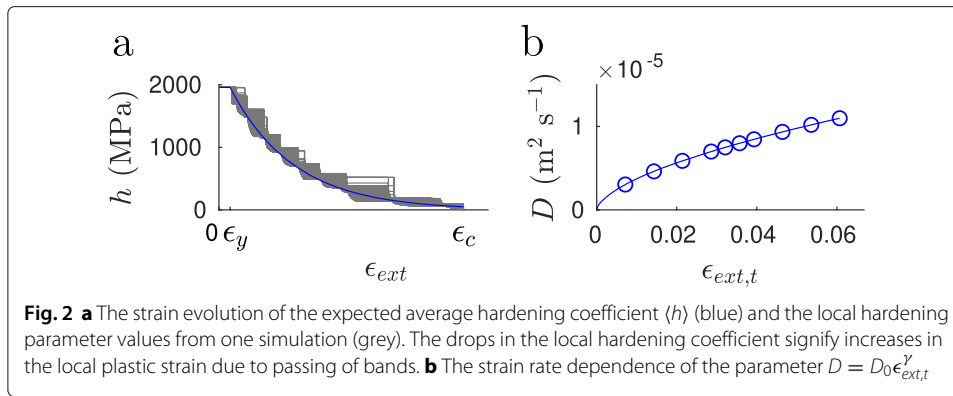 a
h (MPa)
2000
1000
0
0 ϵ_y ϵ_c
ϵ_ext
b
× 10^-5
D (m² s⁻¹)
1
0
0 0.02 0.04 0.06
ϵ_ext,t
Fig. 2 a The strain evolution of the expected average hardening coefficient ⟨h⟩ (blue) and the local hardening
parameter values from one simulation (grey). The drops in the local hardening coefficient signify increases in
the local plastic strain due to passing of bands. b The strain rate dependence of the parameter D = D₀ϵ^γ_ext,t